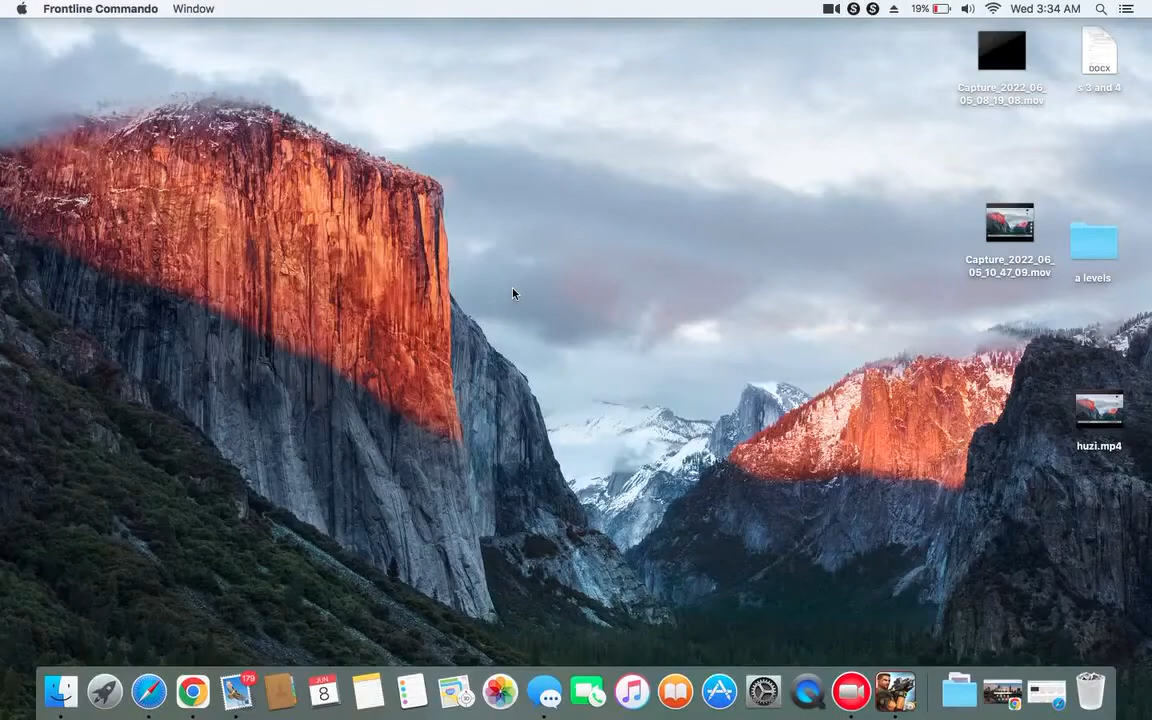 Frontline Commando Window 19% Wed 3:34 AM
Capture_2022_06_
05_08_19_08.mov
DOCX
s 3 and 4
Capture_2022_06_
05_10_47_09.mov
a levels
huzi.mp4
179
JUN
8